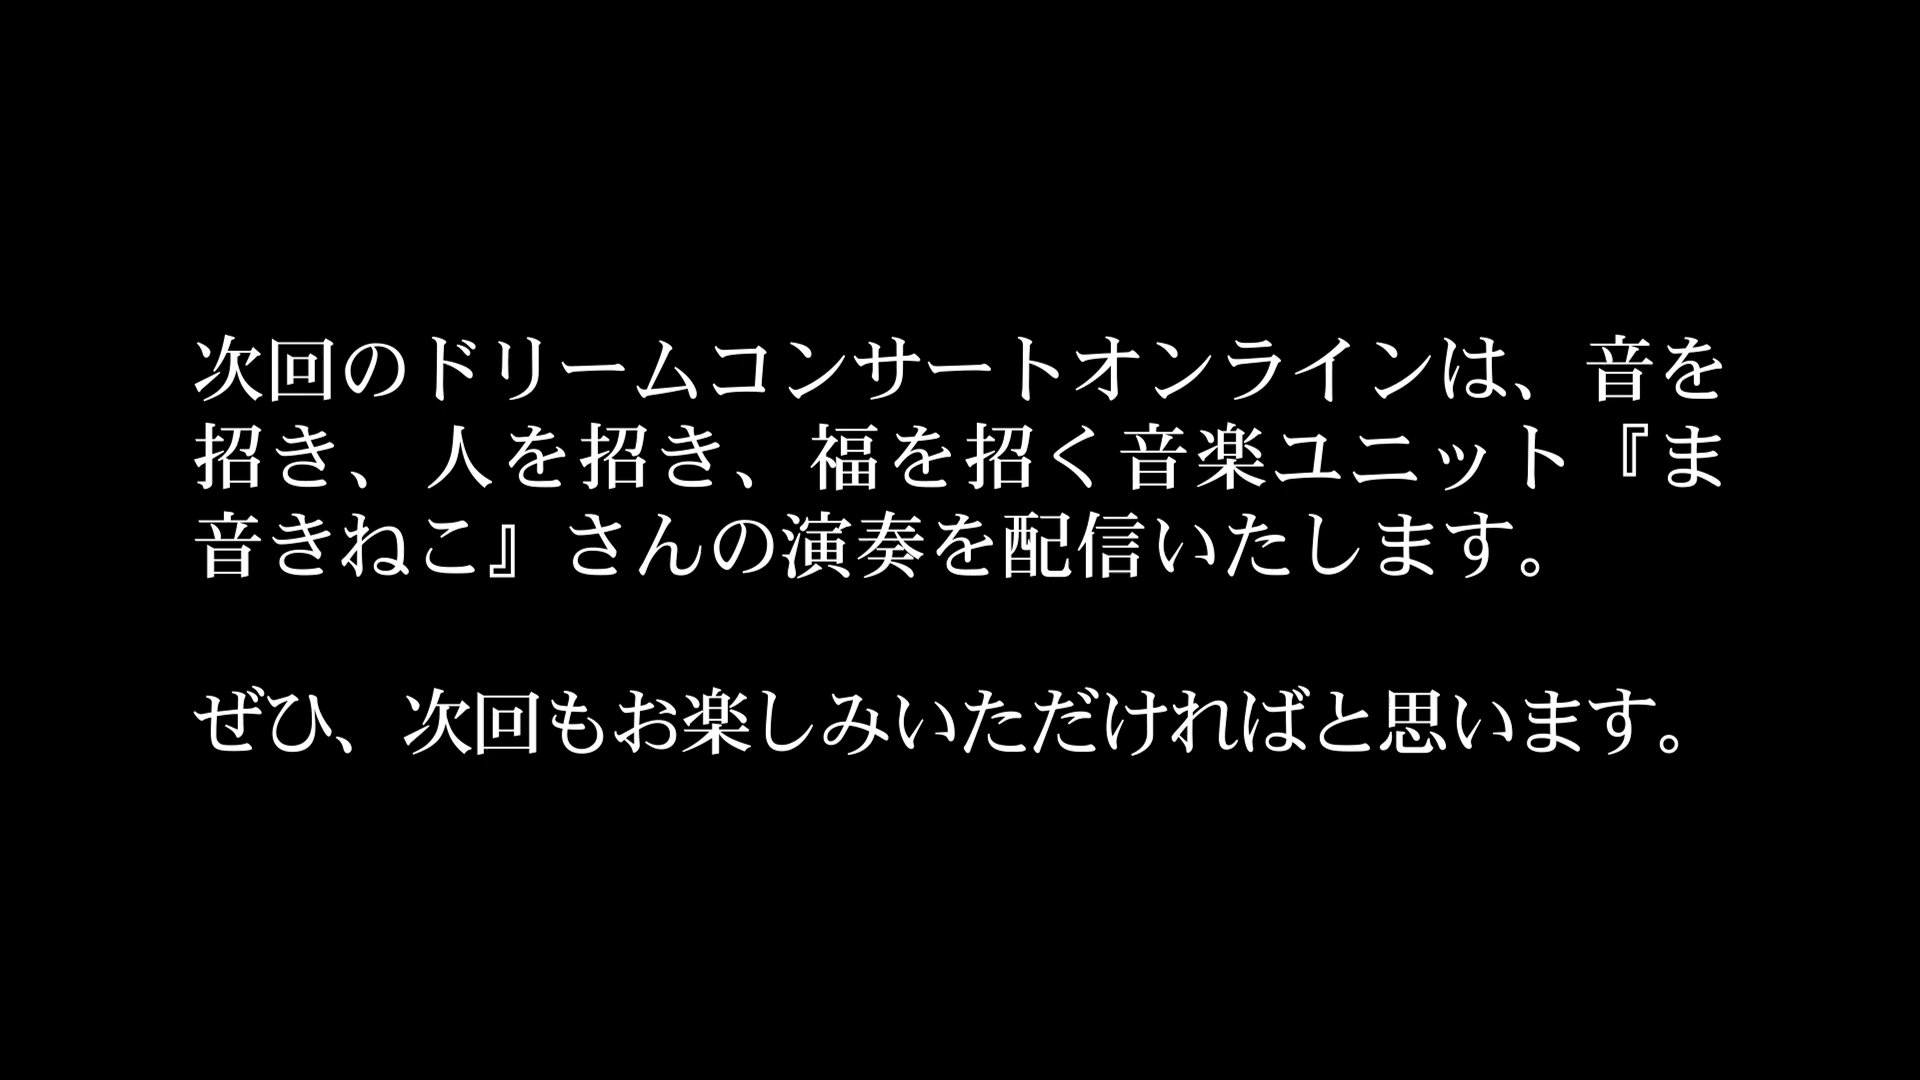 次回のドリームコンサートオンラインは、音を
招き、人を招き、福を招く音楽ユニット『ま
音きねこ』さんの演奏を配信いたします。
ぜひ、次回もお楽しみいただければと思います。